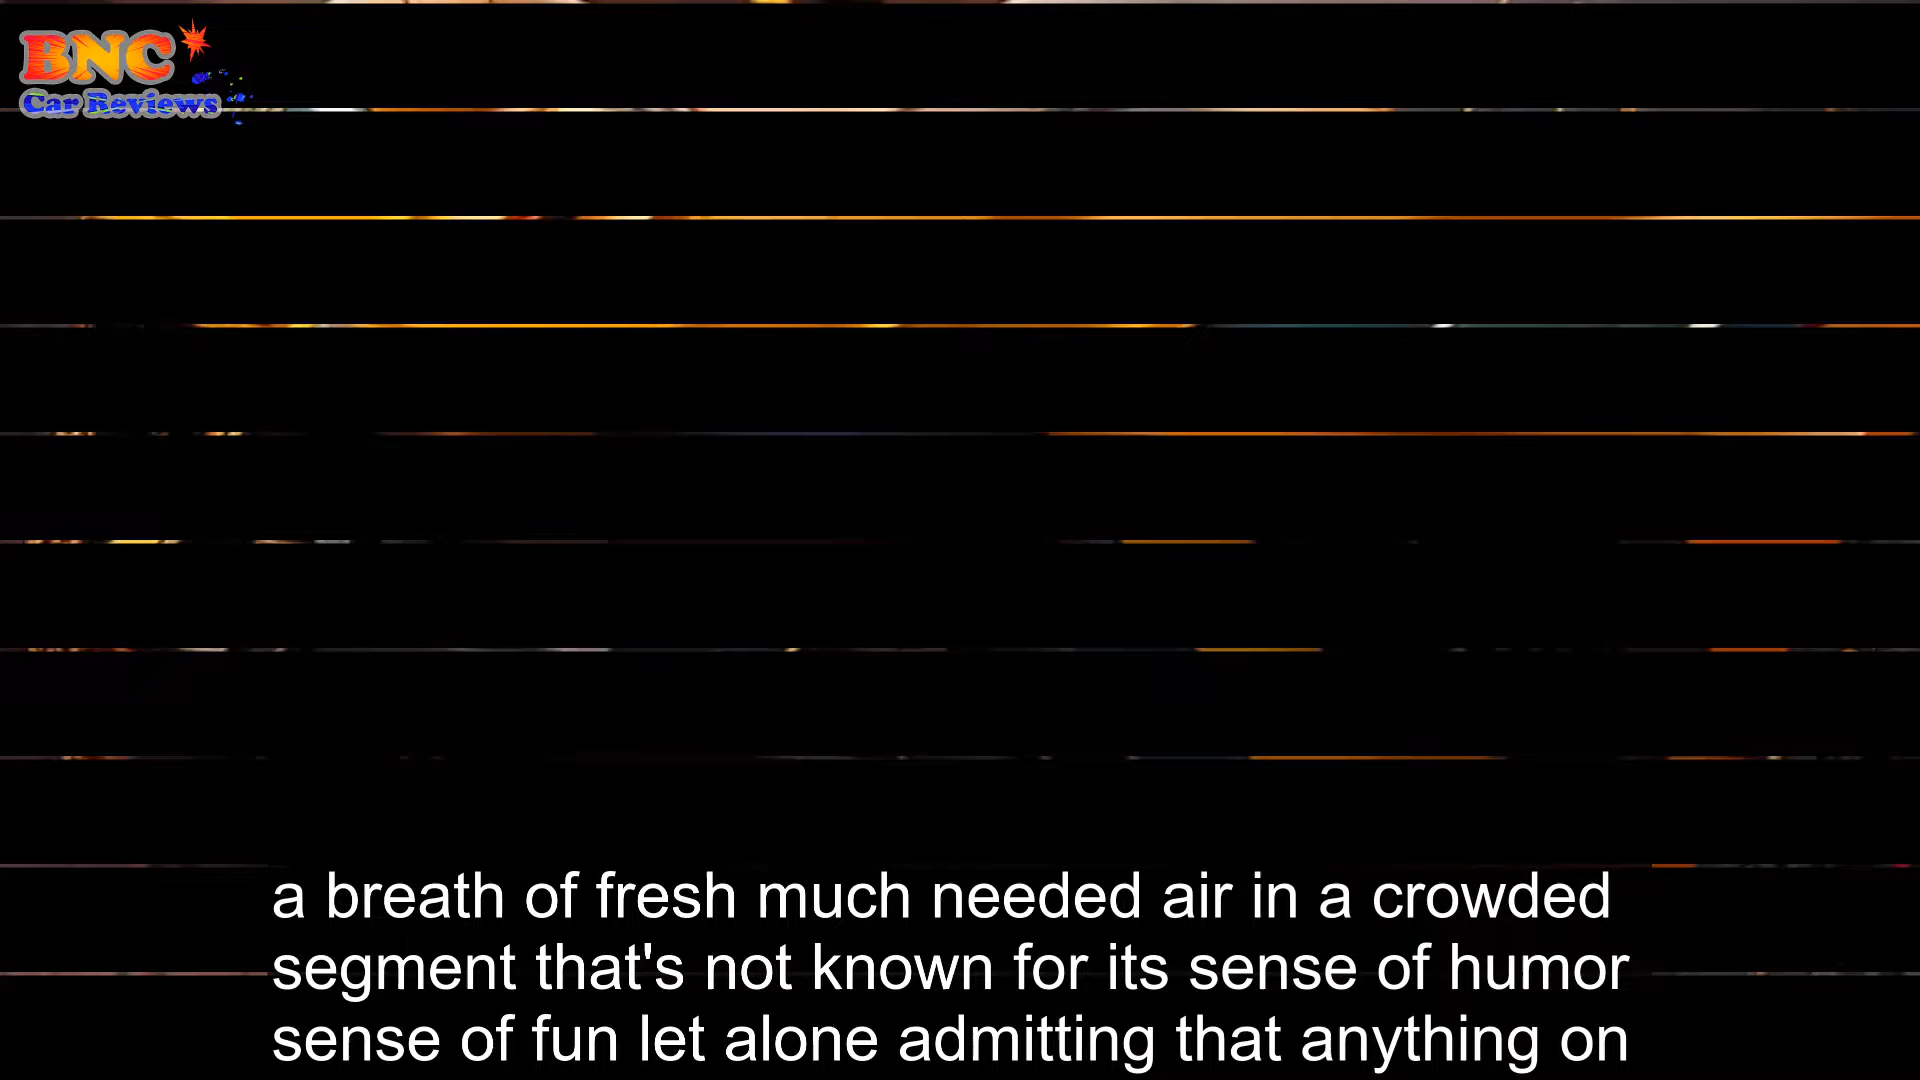 BNC
Car Reviews
a breath of fresh much needed air in a crowded
segment that's not known for its sense of humor
sense of fun let alone admitting that anything on